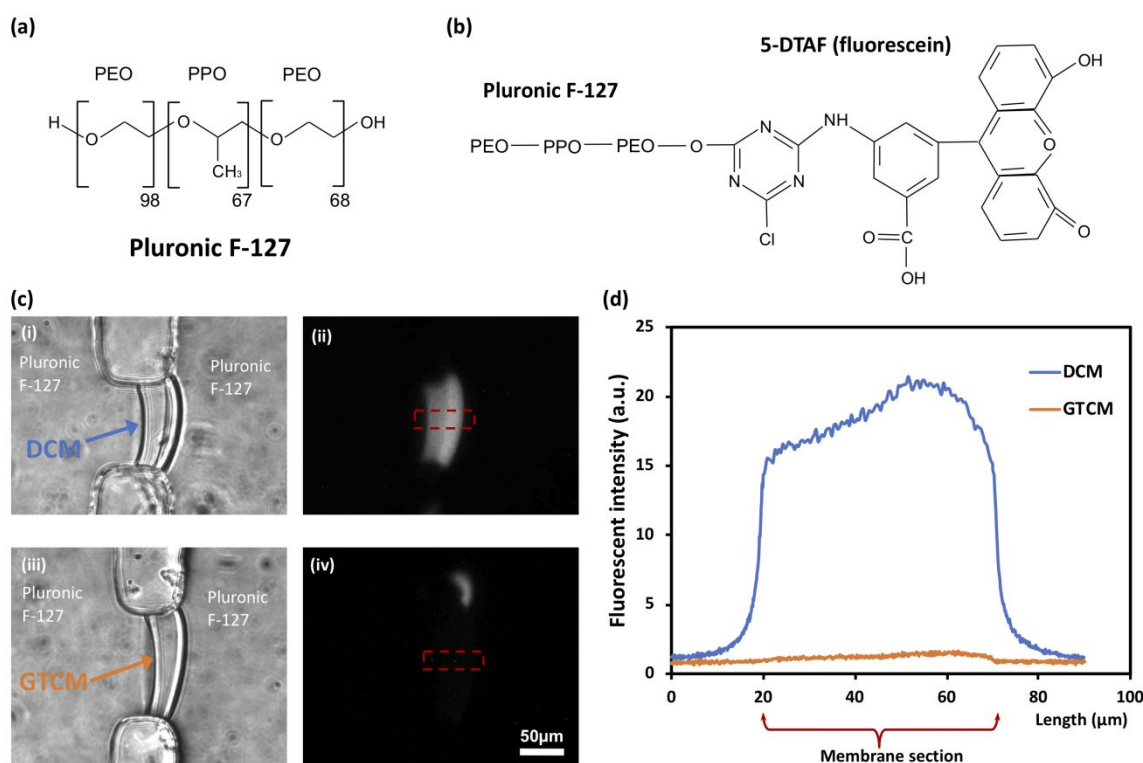 (a)
PEO PPO PEO
H O O O OH
CH₃
98 67 68
Pluronic F-127
(b)
5-DTAF (fluorescein)
Pluronic F-127
OH
PEO PPO PEO O
N N
N
NH
O
Cl
O
C
O
OH
(c)
(i)
Pluronic
F-127
Pluronic
F-127
DCM
(ii)
(iii)
Pluronic
F-127
Pluronic
F-127
GTCM
(iv)
50μm
(d)
25
20
15
10
5
0
Fluorescent intensity (a.u.)
DCM
GTCM
0 20 40 60 80 100
Length (μm)
Membrane section